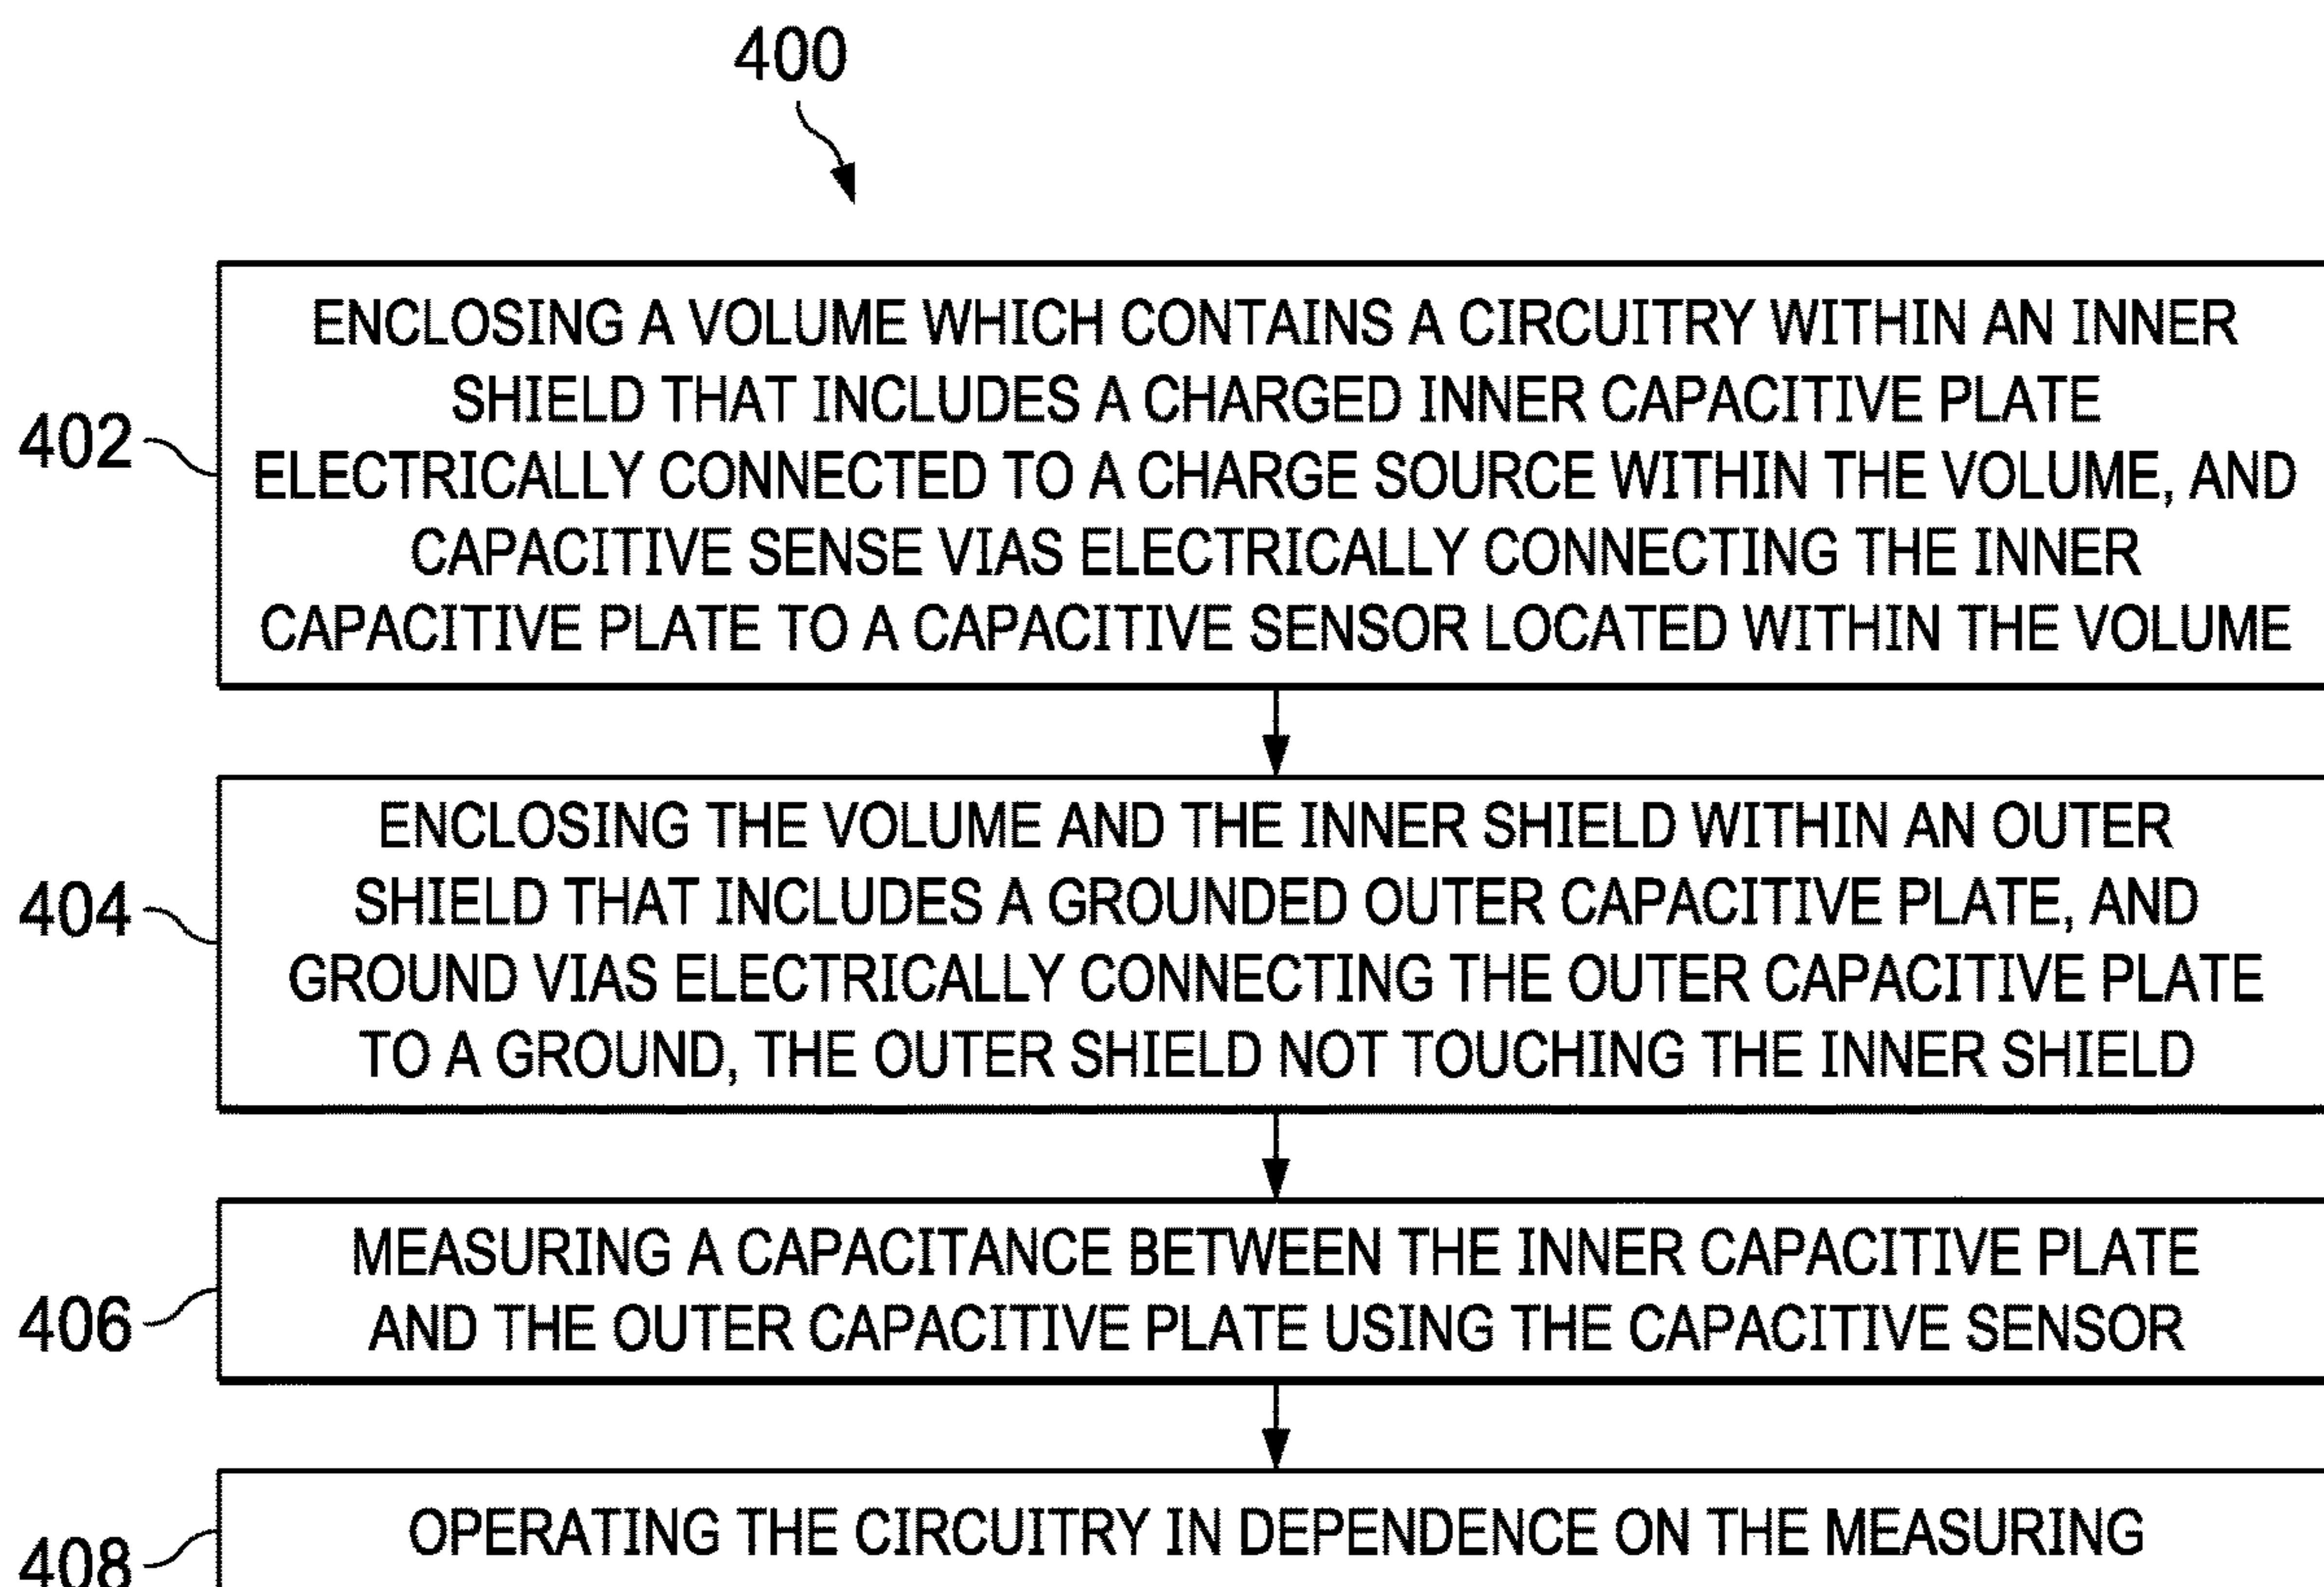 400
ENCLOSING A VOLUME WHICH CONTAINS A CIRCUITRY WITHIN AN INNER
SHIELD THAT INCLUDES A CHARGED INNER CAPACITIVE PLATE
402
ELECTRICALLY CONNECTED TO A CHARGE SOURCE WITHIN THE VOLUME, AND
CAPACITIVE SENSE VIAS ELECTRICALLY CONNECTING THE INNER
CAPACITIVE PLATE TO A CAPACITIVE SENSOR LOCATED WITHIN THE VOLUME
ENCLOSING THE VOLUME AND THE INNER SHIELD WITHIN AN OUTER
404
SHIELD THAT INCLUDES A GROUNDED OUTER CAPACITIVE PLATE, AND
GROUND VIAS ELECTRICALLY CONNECTING THE OUTER CAPACITIVE PLATE
TO A GROUND, THE OUTER SHIELD NOT TOUCHING THE INNER SHIELD
MEASURING A CAPACITANCE BETWEEN THE INNER CAPACITIVE PLATE
406
AND THE OUTER CAPACITIVE PLATE USING THE CAPACITIVE SENSOR
408
OPERATING THE CIRCUITRY IN DEPENDENCE ON THE MEASURING